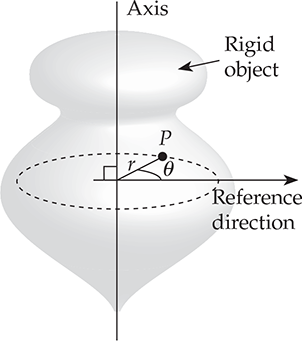 Axis
Rigid
object
P
r
θ
Reference
direction